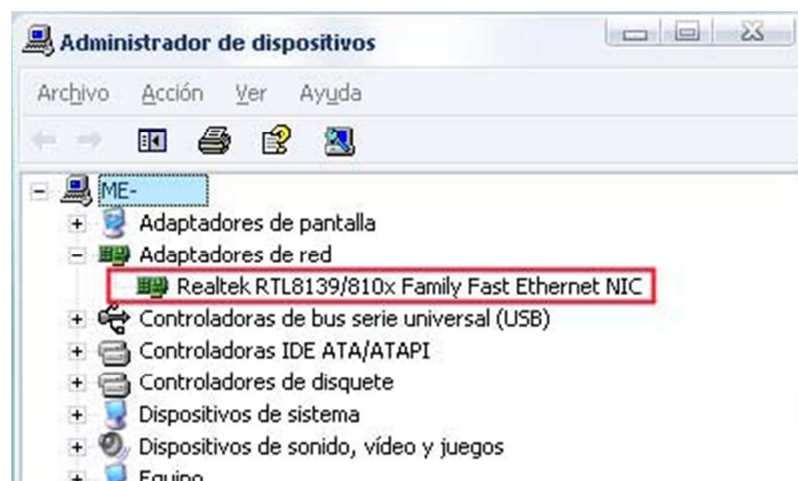 Administrador de dispositivos
Archivo Acción Ver Ayuda
ME-
Adaptadores de pantalla
Adaptadores de red
Realtek RTL8139/810x Family Fast Ethernet NIC
Controladoras de bus serie universal (USB)
Controladoras IDE ATA/ATAPI
Controladores de disquete
Dispositivos de sistema
Dispositivos de sonido, vídeo y juegos
Equipo